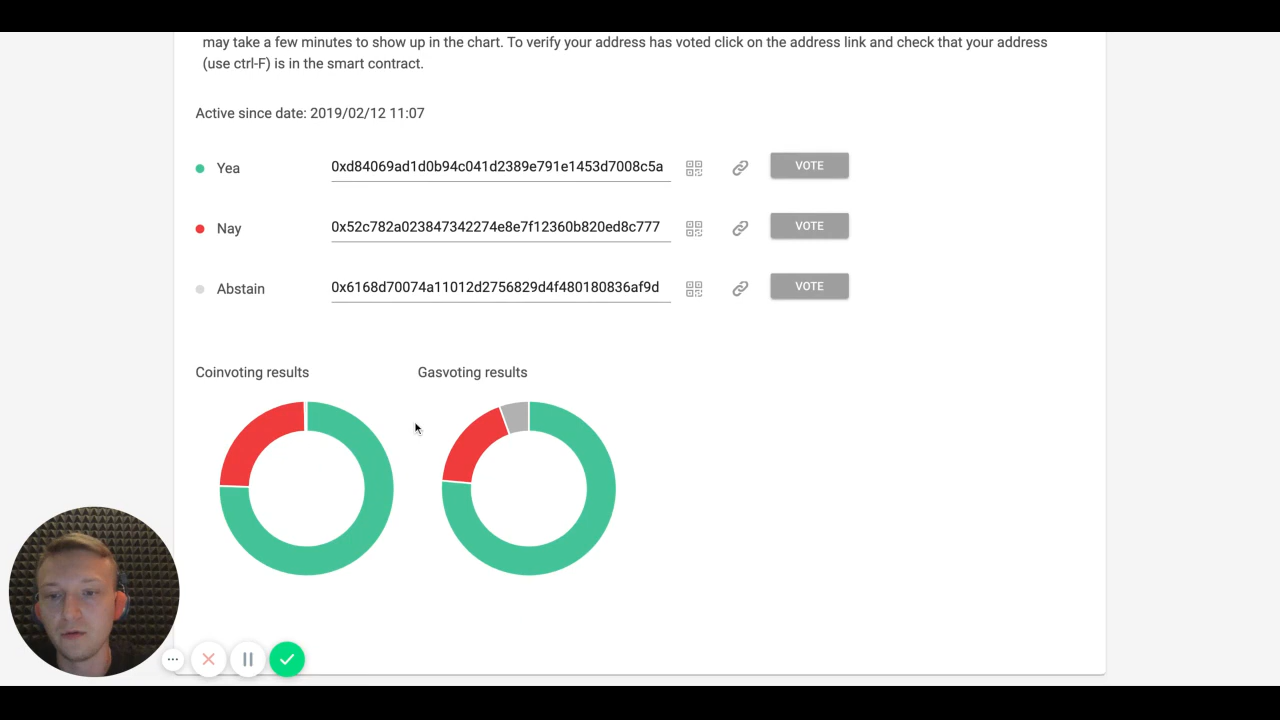 may take a few minutes to show up in the chart. To verify your address has voted click on the address link and check that your address
(use ctrl-F) is in the smart contract.
Active since date: 2019/02/12 11:07
Yea 0xd84069ad1d0b94c041d2389e791e1453d7008c5a VOTE
Nay 0x52c782a023847342274e8e7f12360b820ed8c777 VOTE
Abstain 0x6168d70074a11012d2756829d4f480180836af9d VOTE
Coinvoting results Gasvoting results